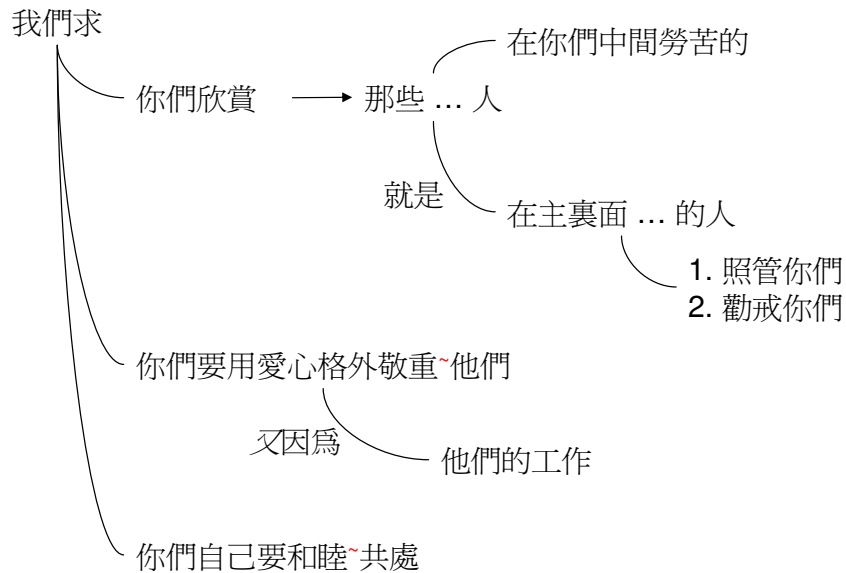 我們求
在你們中間勞苦的
你們欣賞 那些 … 人
就是
在主裏面 … 的人
1. 照管你們
2. 勸戒你們
你們要用愛心格外敬重~他們
又因爲
他們的工作
你們自己要和睦~共處